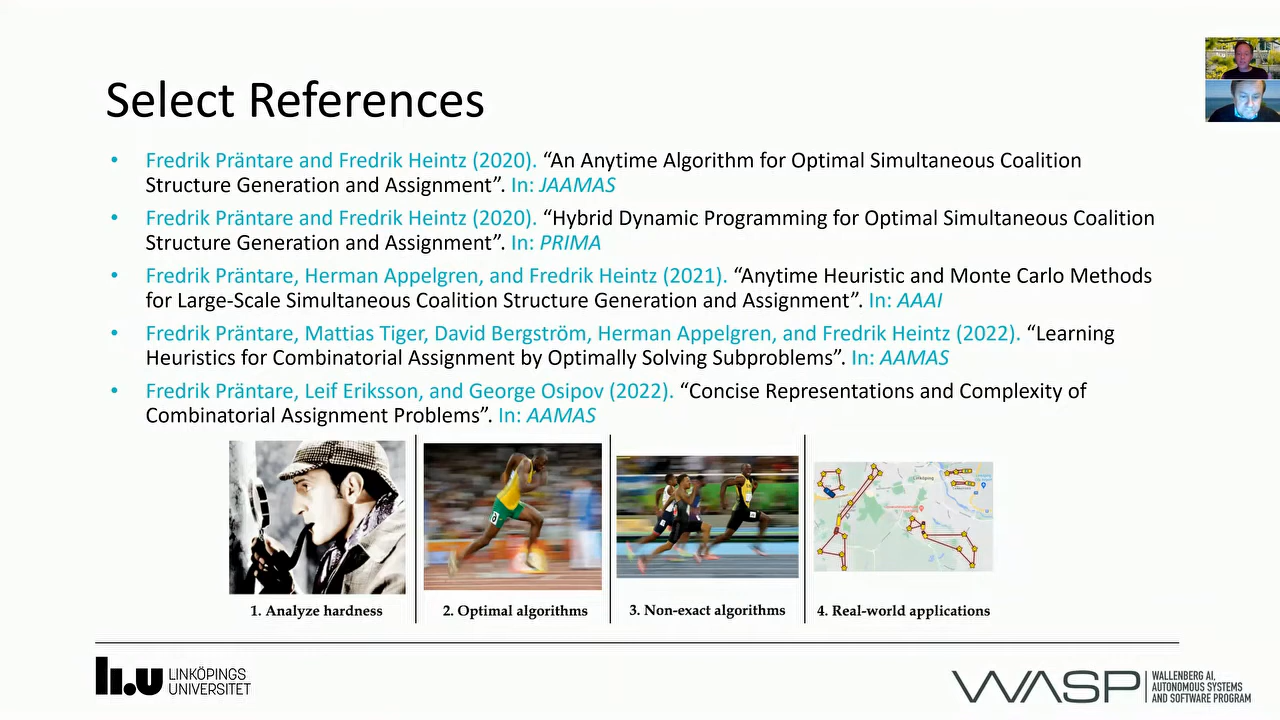 Select References
• Fredrik Präntare and Fredrik Heintz (2020). “An Anytime Algorithm for Optimal Simultaneous Coalition
Structure Generation and Assignment”. In: JAAMAS
• Fredrik Präntare and Fredrik Heintz (2020). “Hybrid Dynamic Programming for Optimal Simultaneous Coalition
Structure Generation and Assignment”. In: PRIMA
• Fredrik Präntare, Herman Appelgren, and Fredrik Heintz (2021). “Anytime Heuristic and Monte Carlo Methods
for Large-Scale Simultaneous Coalition Structure Generation and Assignment”. In: AAAI
• Fredrik Präntare, Mattias Tiger, David Bergström, Herman Appelgren, and Fredrik Heintz (2022). “Learning
Heuristics for Combinatorial Assignment by Optimally Solving Subproblems”. In: AAMAS
• Fredrik Präntare, Leif Eriksson, and George Osipov (2022). “Concise Representations and Complexity of
Combinatorial Assignment Problems”. In: AAMAS
Linköping
1. Analyze hardness
2. Optimal algorithms
3. Non-exact algorithms
4. Real-world applications
li.u LINKÖPINGS
UNIVERSITET
WASP WALLENBERG AI,
AUTONOMOUS SYSTEMS
AND SOFTWARE PROGRAM